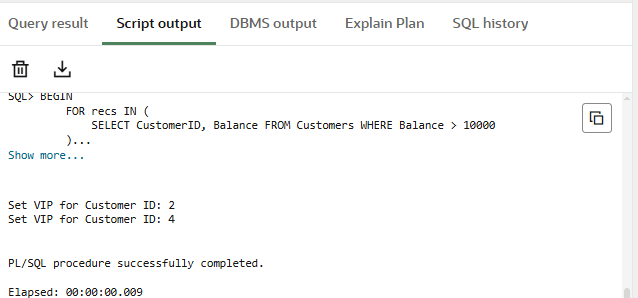 Query result Script output DBMS output Explain Plan SQL history
SQL> BEGIN
FOR recs IN (
SELECT CustomerID, Balance FROM Customers WHERE Balance > 10000
)...
Show more...
Set VIP for Customer ID: 2
Set VIP for Customer ID: 4
PL/SQL procedure successfully completed.
Elapsed: 00:00:00.009